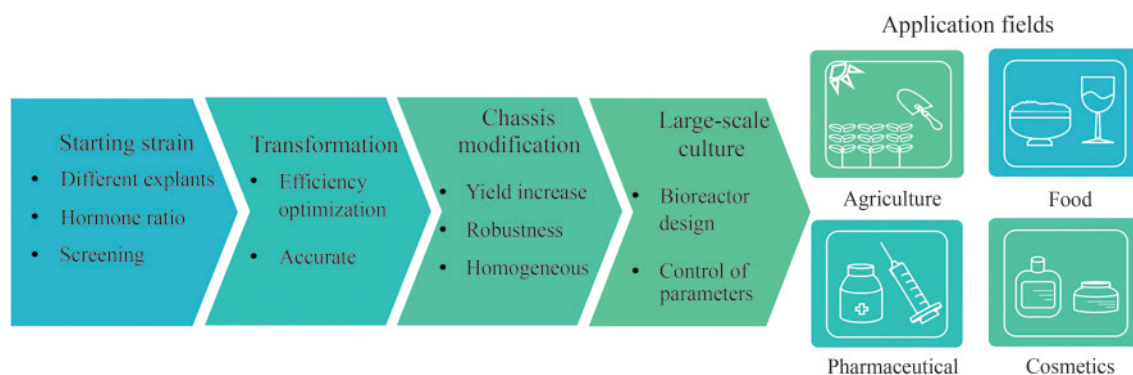 Application fields
Starting strain
• Different explants
• Hormone ratio
• Screening
Transformation
• Efficiency
optimization
• Accurate
Chassis
modification
• Yield increase
• Robustness
• Homogeneous
Large-scale
culture
• Bioreactor
design
• Control of
parameters
Agriculture
Food
Pharmaceutical
Cosmetics